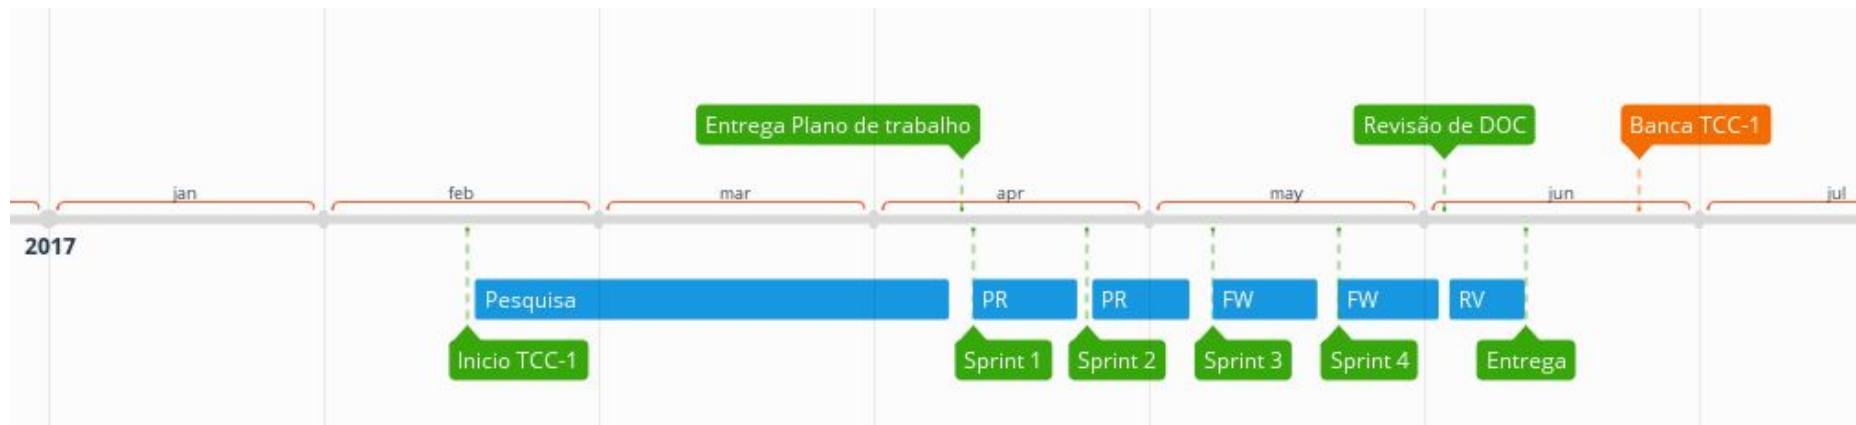 Entrega Plano de trabalho
Revisão de DOC
Banca TCC-1
jan
feb
mar
apr
may
jun
jul
2017
Pesquisa
PR
PR
FW
FW
RV
Inicio TCC-1
Sprint 1
Sprint 2
Sprint 3
Sprint 4
Entrega